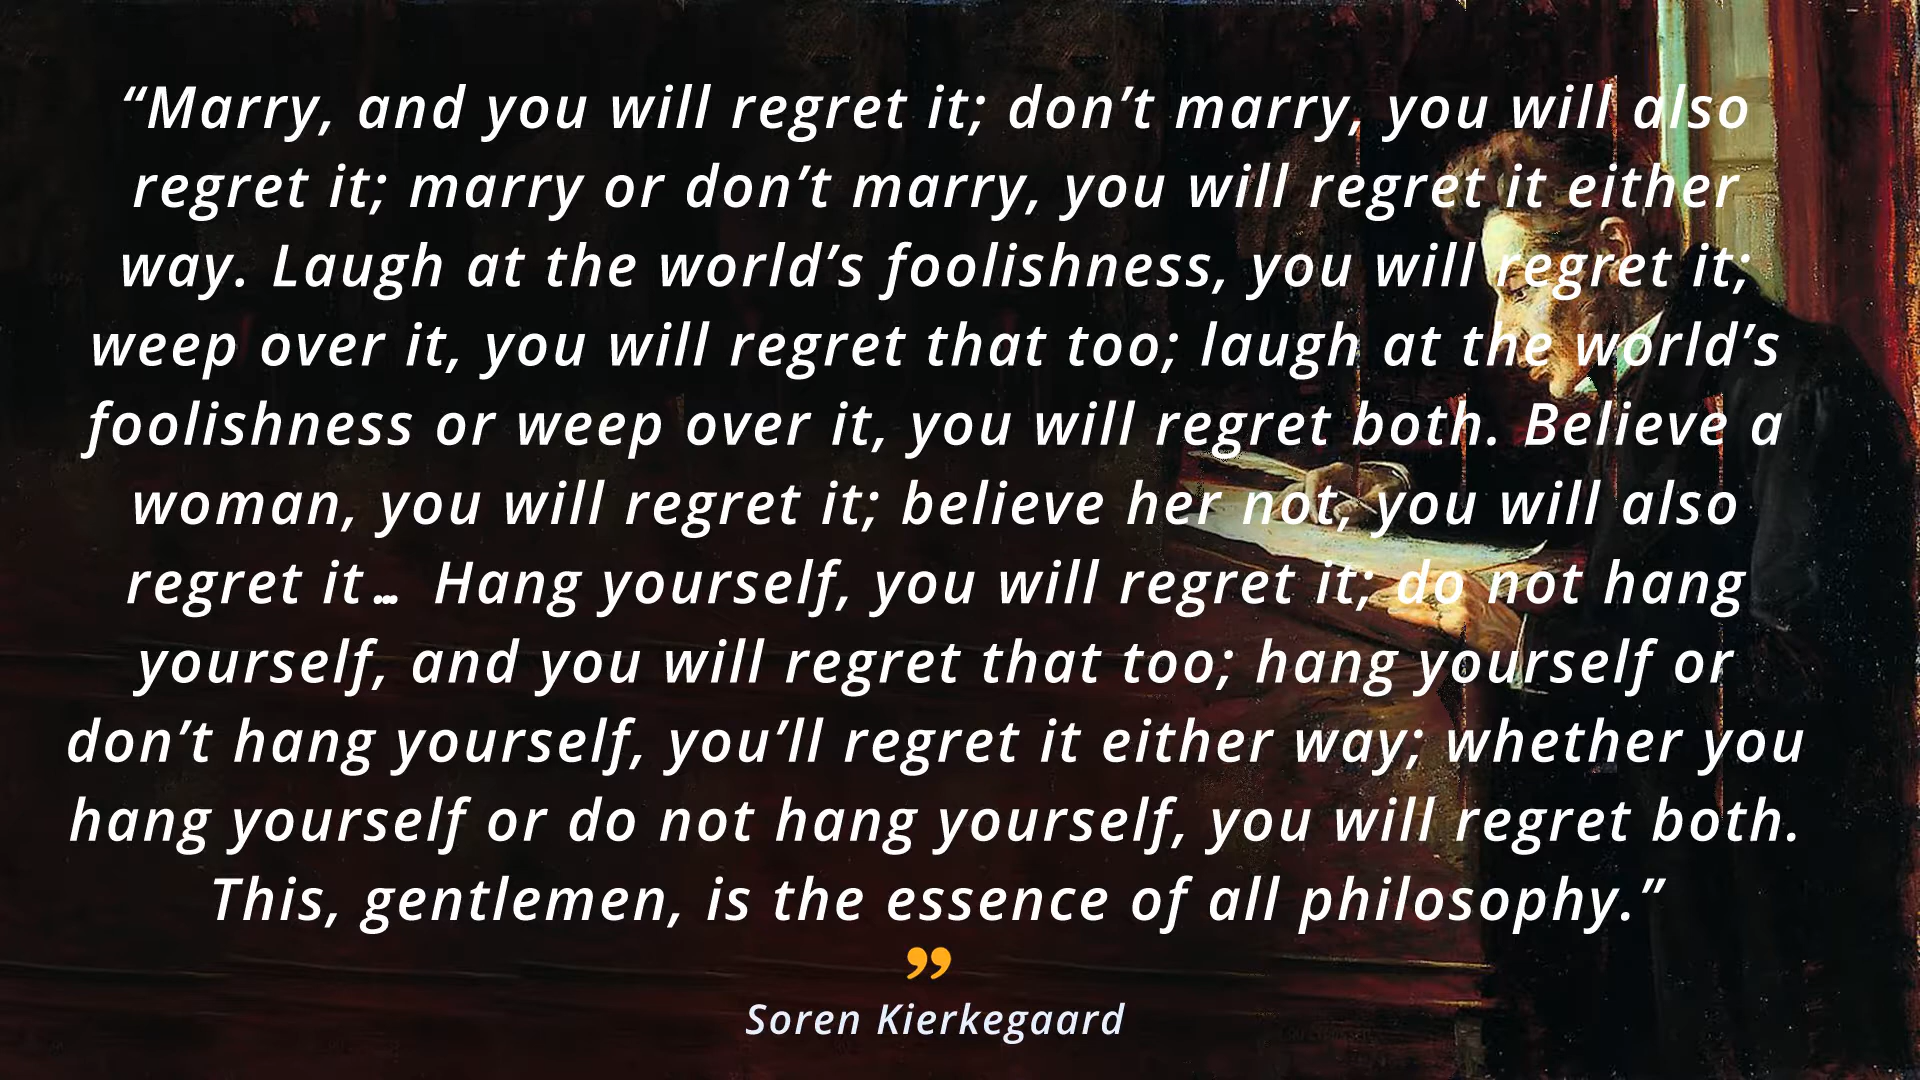 “Marry, and you will regret it; don’t marry, you will also
regret it; marry or don’t marry, you will regret it either
way. Laugh at the world’s foolishness, you will regret it;
weep over it, you will regret that too; laugh at the world’s
foolishness or weep over it, you will regret both. Believe a
woman, you will regret it; believe her not, you will also
regret it… Hang yourself, you will regret it; do not hang
yourself, and you will regret that too; hang yourself or
don’t hang yourself, you’ll regret it either way; whether you
hang yourself or do not hang yourself, you will regret both.
This, gentlemen, is the essence of all philosophy.”
”
Soren Kierkegaard